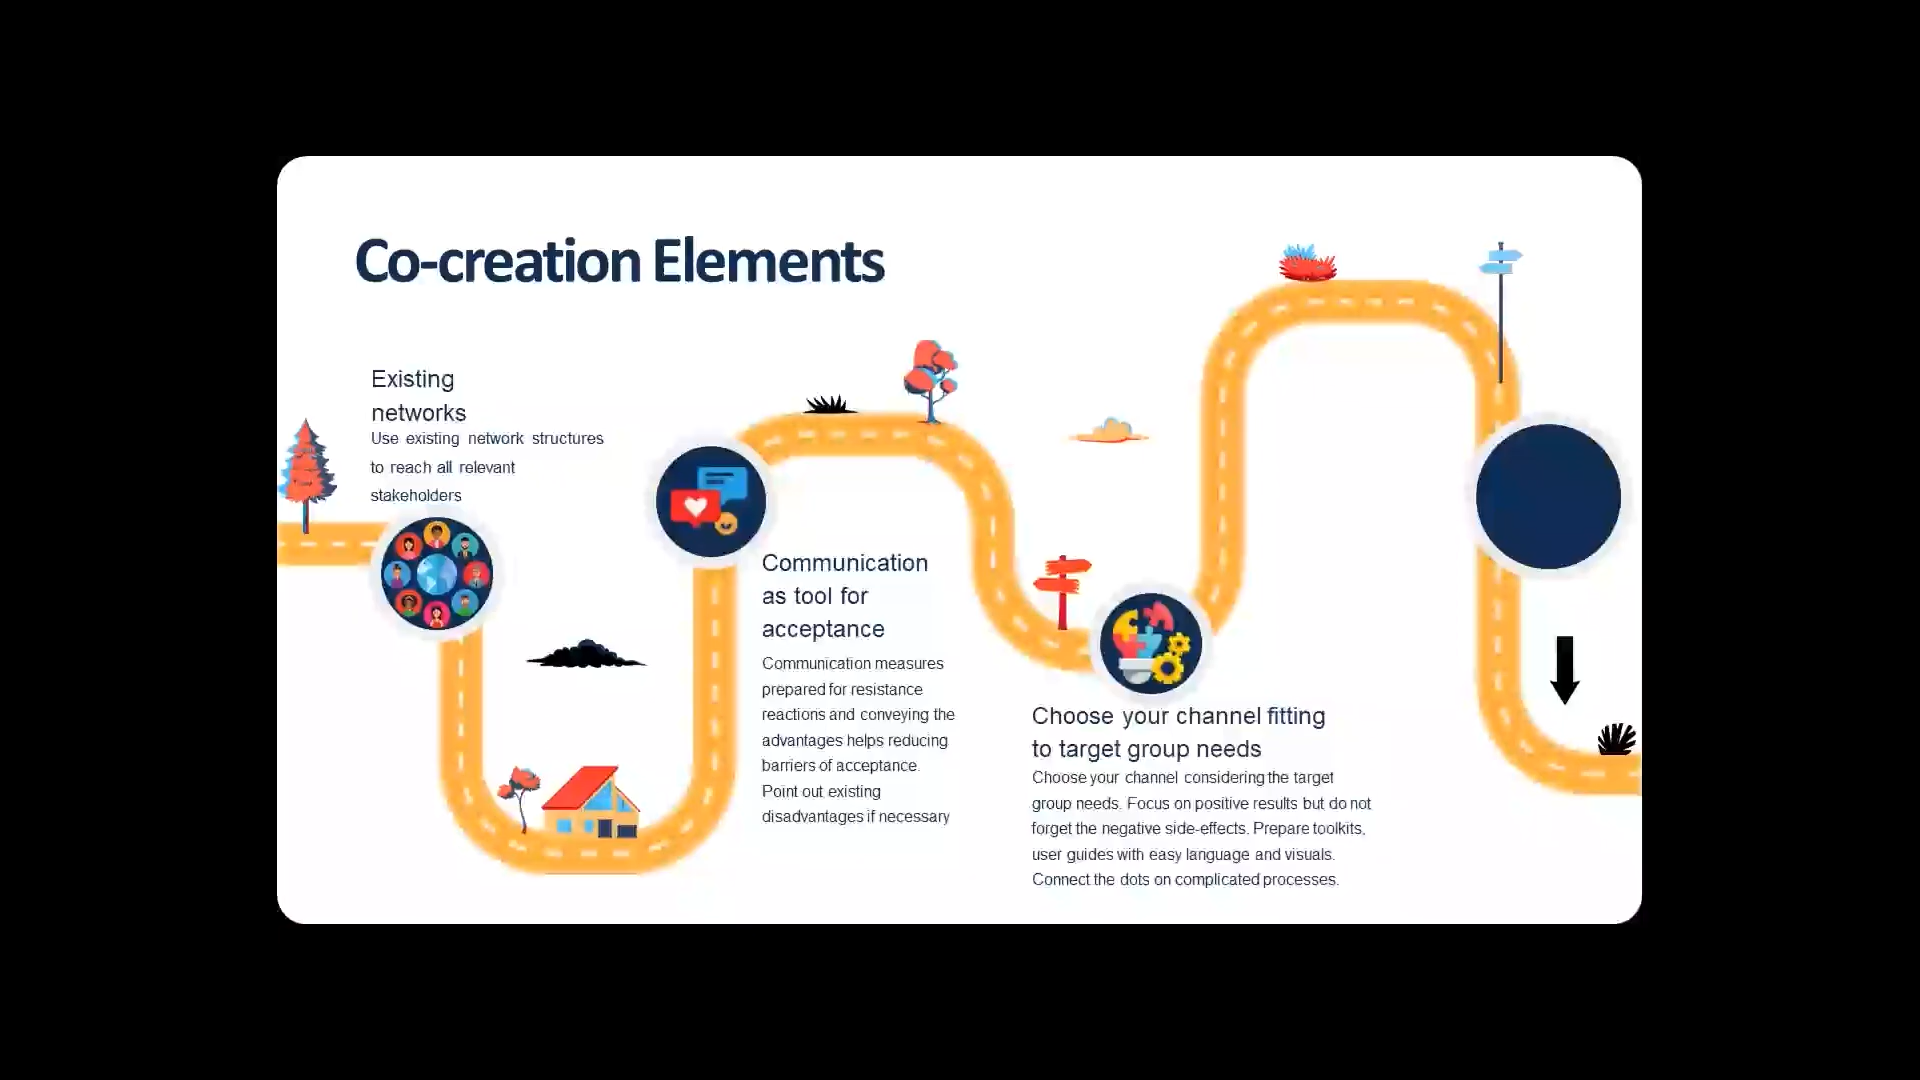 Co-creation Elements
Existing
networks
Use existing network structures
to reach all relevant
stakeholders
Communication
as tool for
acceptance
Communication measures
prepared for resistance
reactions and conveying the
advantages helps reducing
barriers of acceptance.
Point out existing
disadvantages if necessary
Choose your channel fitting
to target group needs
Choose your channel considering the target
group needs. Focus on positive results but do not
forget the negative side-effects. Prepare toolkits,
user guides with easy language and visuals.
Connect the dots on complicated processes.